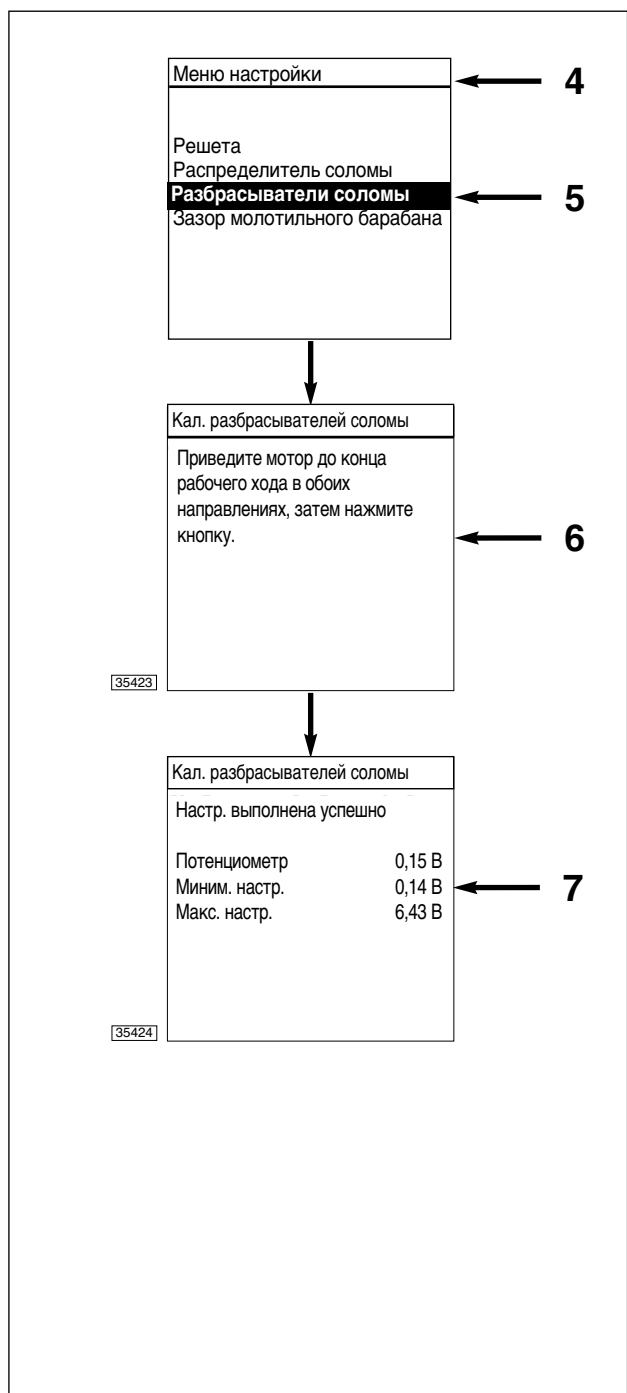 Меню настройки
4
Решета
Распределитель соломы
Разбрасыватели соломы
5
Зазор молотильного барабана
Кал. разбрасывателей соломы
Приведите мотор до конца
рабочего хода в обоих
направлениях, затем нажмите
кнопку.
6
35423
Кал. разбрасывателей соломы
Настр. выполнена успешно
Потенциометр 0,15 В
Миним. настр. 0,14 В
7
Макс. настр. 6,43 В
35424